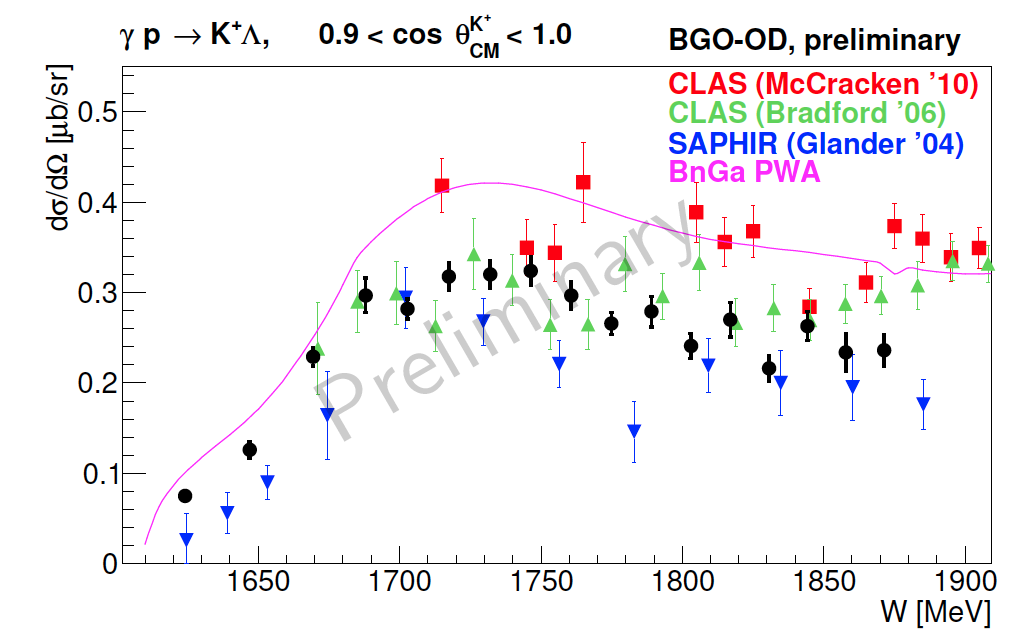 γ p → K⁺Λ, 0.9 < cos θ_CM^K⁺ < 1.0
BGO-OD, preliminary
CLAS (McCracken ’10)
CLAS (Bradford ’06)
SAPHIR (Glander ’04)
BnGa PWA
dσ/dΩ [μb/sr]
0.5
0.4
0.3
0.2
0.1
0
Preliminary
1650 1700 1750 1800 1850 1900
W [MeV]